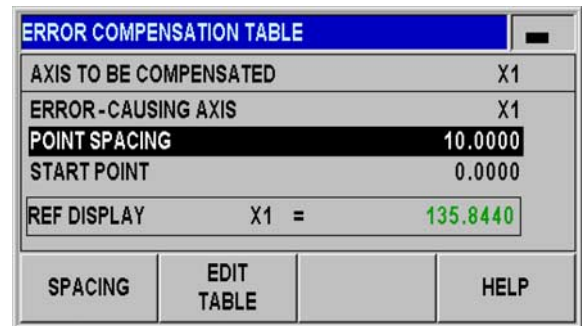 ERROR COMPENSATION TABLE
AXIS TO BE COMPENSATED X1
ERROR-CAUSING AXIS X1
POINT SPACING 10.0000
START POINT 0.0000
REF DISPLAY X1 = 135.8440
SPACING EDIT TABLE HELP